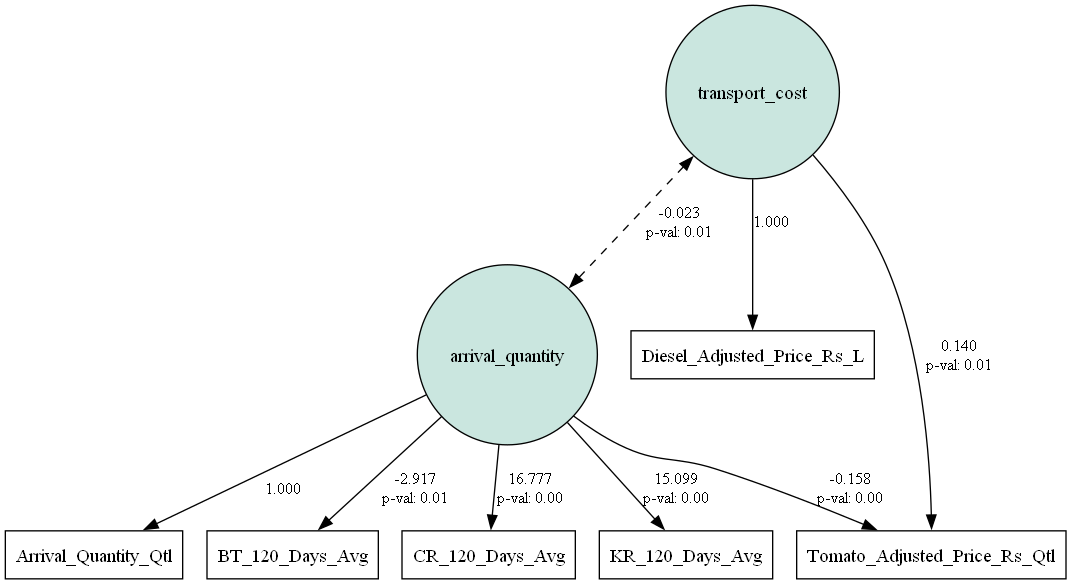 transport_cost
-0.023
p-val: 0.01
1.000
arrival_quantity
Diesel_Adjusted_Price_Rs_L
0.140
p-val: 0.01
1.000
-2.917
p-val: 0.01
16.777
p-val: 0.00
15.099
p-val: 0.00
-0.158
p-val: 0.00
Arrival_Quantity_Qtl
BT_120_Days_Avg
CR_120_Days_Avg
KR_120_Days_Avg
Tomato_Adjusted_Price_Rs_Qtl